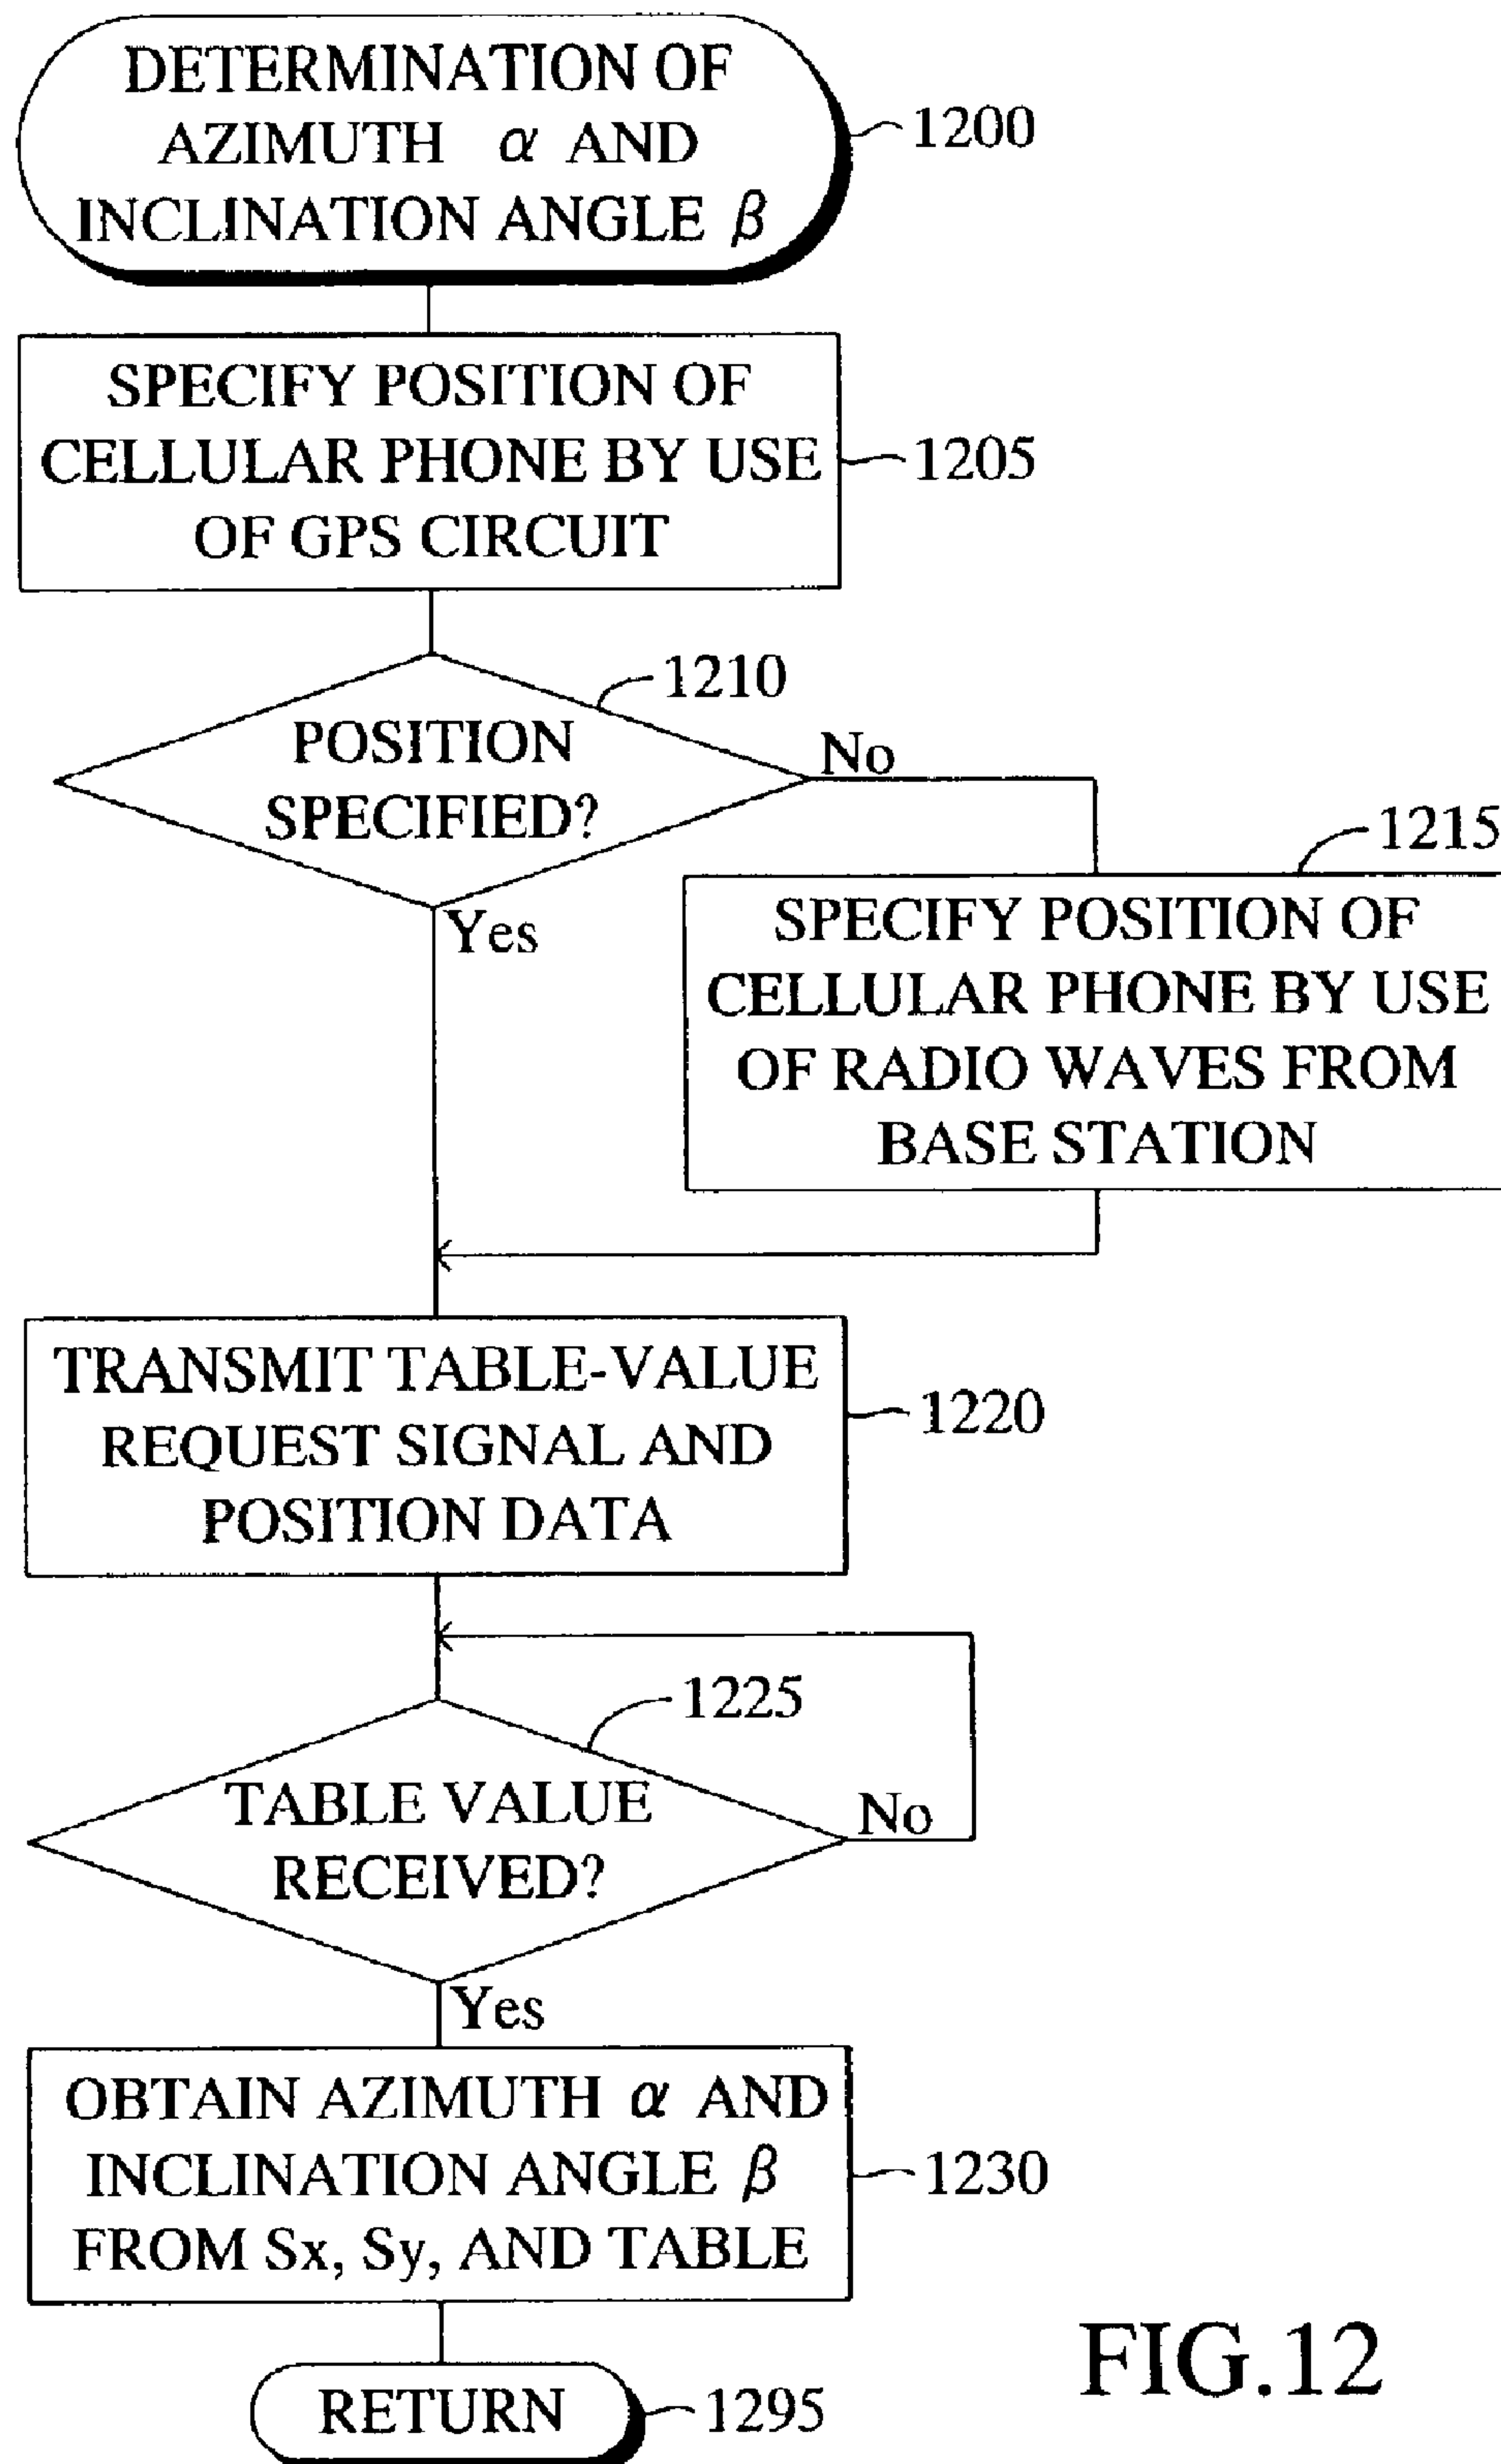 DETERMINATION OF
AZIMUTH α AND
INCLINATION ANGLE β
1200
SPECIFY POSITION OF
CELLULAR PHONE BY USE
OF GPS CIRCUIT
1205
1210
POSITION
SPECIFIED?
No
Yes
1215
SPECIFY POSITION OF
CELLULAR PHONE BY USE
OF RADIO WAVES FROM
BASE STATION
TRANSMIT TABLE-VALUE
REQUEST SIGNAL AND
POSITION DATA
1220
1225
TABLE VALUE
RECEIVED?
No
Yes
OBTAIN AZIMUTH α AND
INCLINATION ANGLE β
FROM Sx, Sy, AND TABLE
1230
RETURN
1295
FIG.12